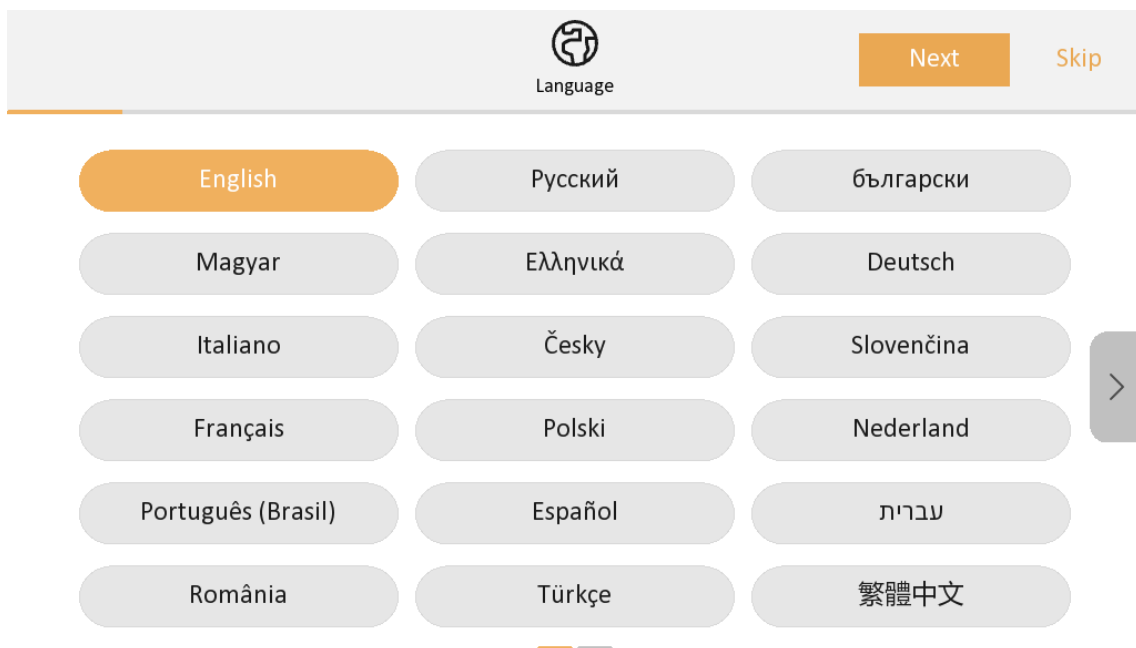 Language
Next
Skip
English
Русский
български
Magyar
Ελληνικά
Deutsch
Italiano
Česky
Slovenčina
Français
Polski
Nederland
Português (Brasil)
Español
עברית
România
Türkçe
繁體中文